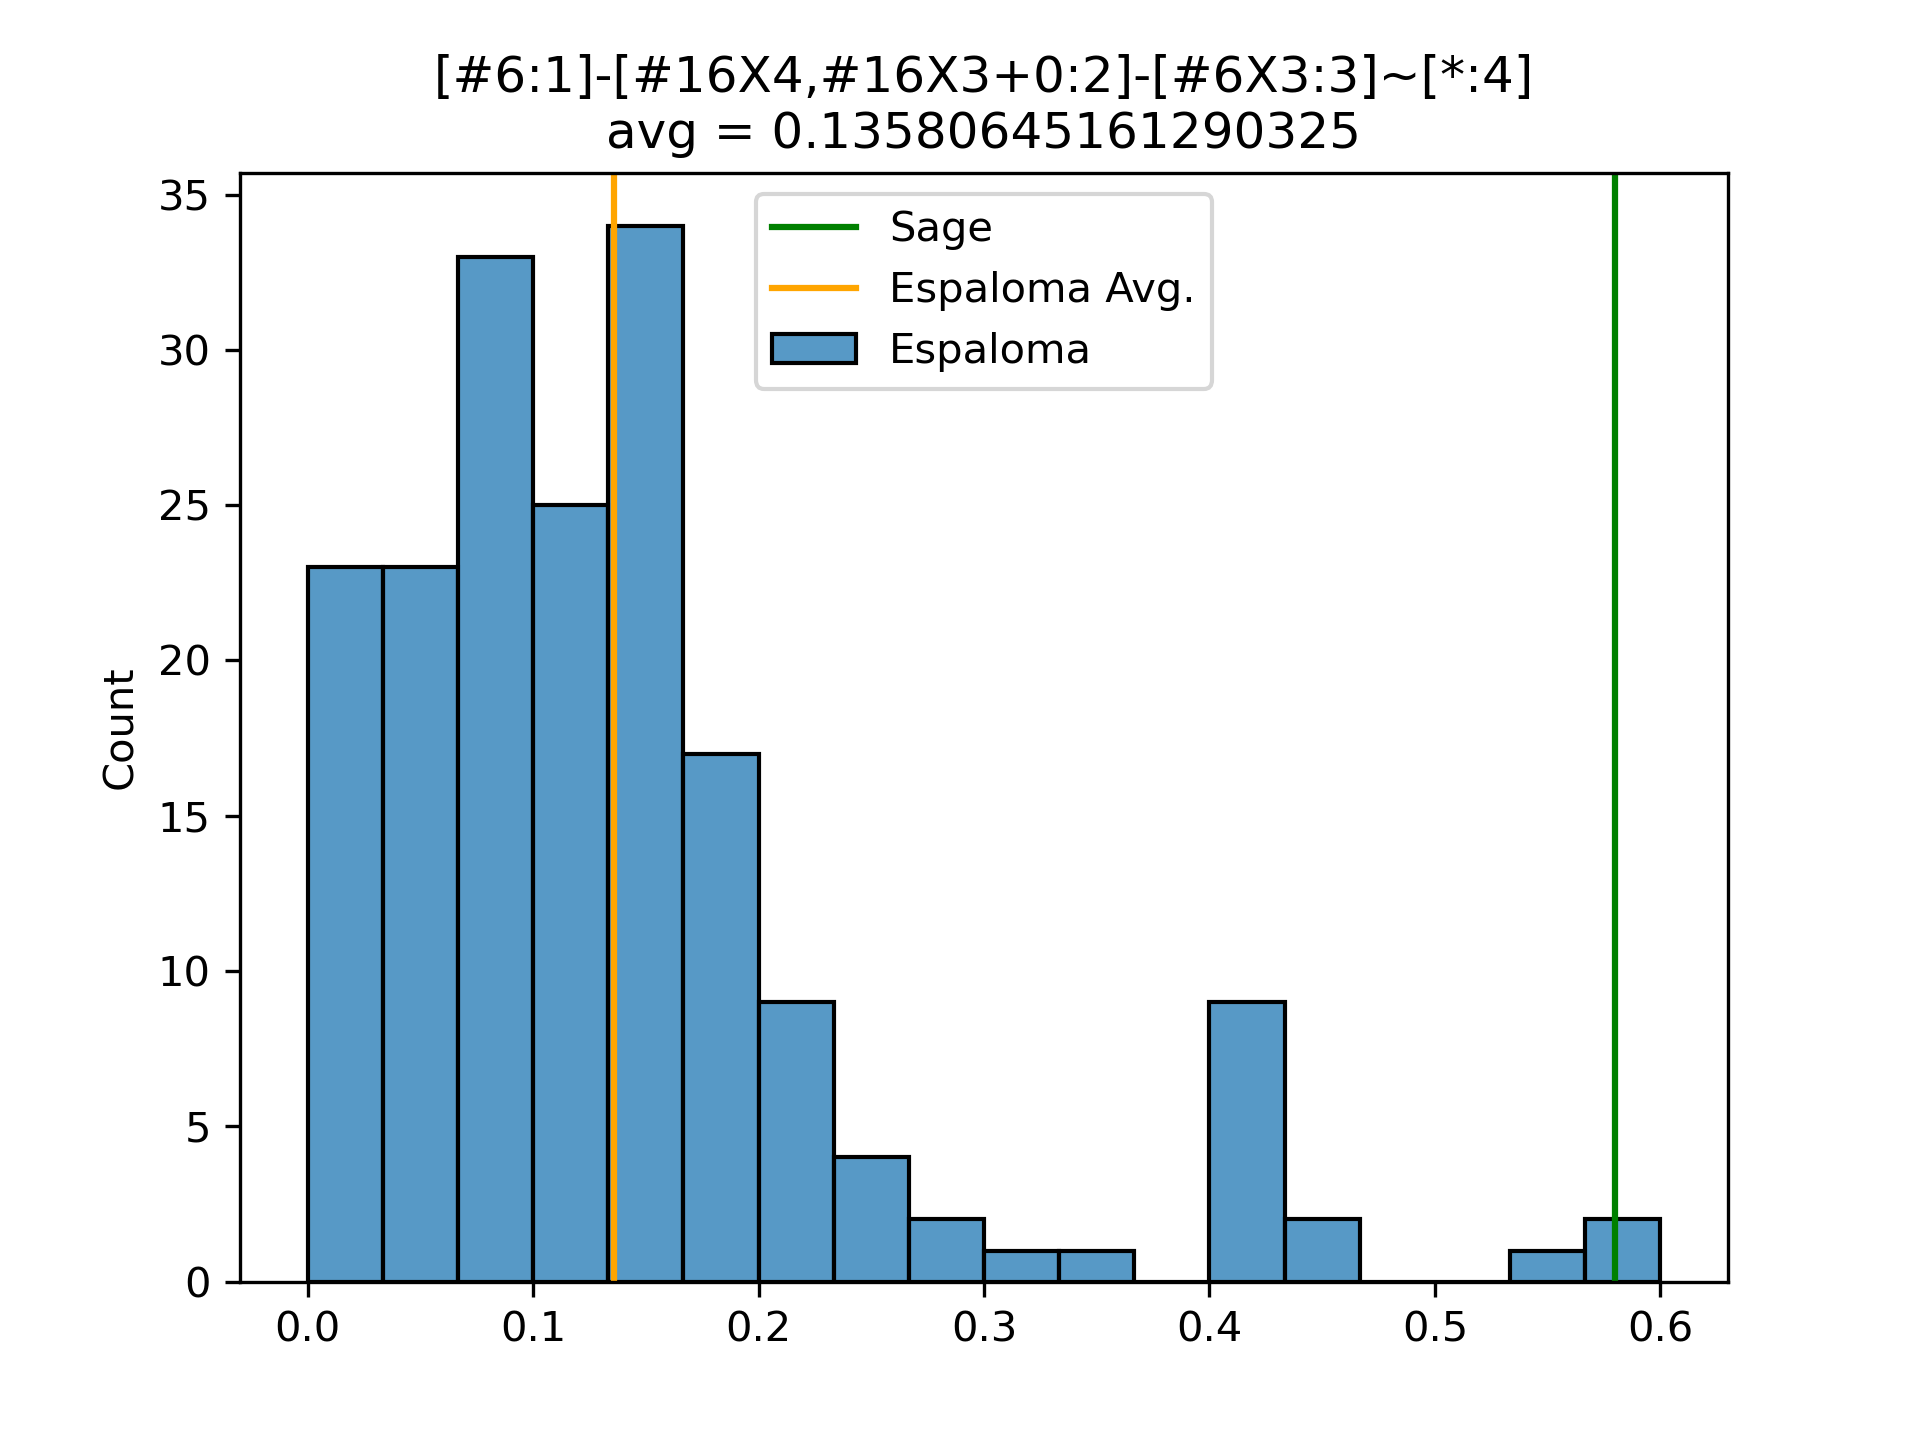 [#6:1]-[#16X4,#16X3+0:2]-[#6X3:3]~[*:4]
avg = 0.13580645161290325
Sage
Espaloma Avg.
Espaloma
Count
35
30
25
20
15
10
5
0
0.0 0.1 0.2 0.3 0.4 0.5 0.6